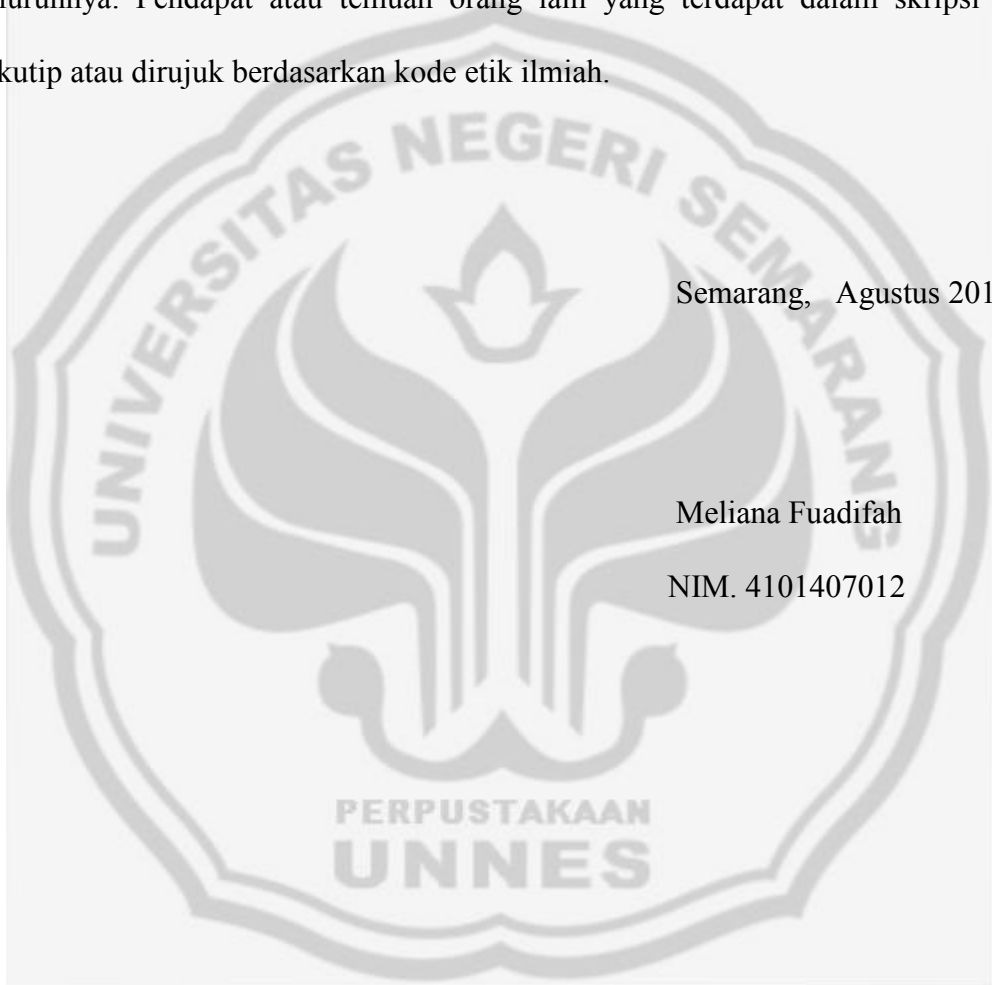 Pendapat atau temuan orang lain yang terdapat dalam skripsi
kutip atau dirujuk berdasarkan kode etik ilmiah.
UNIVERSITAS NEGERI SEMARANG
Semarang, Agustus 201
Meliana Fuadifah
NIM. 4101407012
PERPUSTAKAAN
UNNES